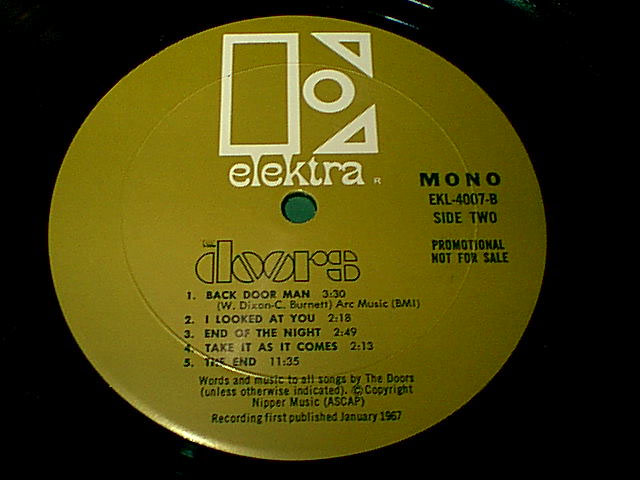 elektra R
MONO
EKL-4007-B
SIDE TWO
PROMOTIONAL
NOT FOR SALE
THE
doors
1. BACK DOOR MAN 3:30
(W. Dixon-C. Burnett) Arc Music (BMI)
2. I LOOKED AT YOU 2:18
3. END OF THE NIGHT 2:49
4. TAKE IT AS IT COMES 2:13
5. THE END 11:35
Words and music to all songs by The Doors
(unless otherwise indicated). © Copyright
Nipper Music (ASCAP)
Recording first published January 1967